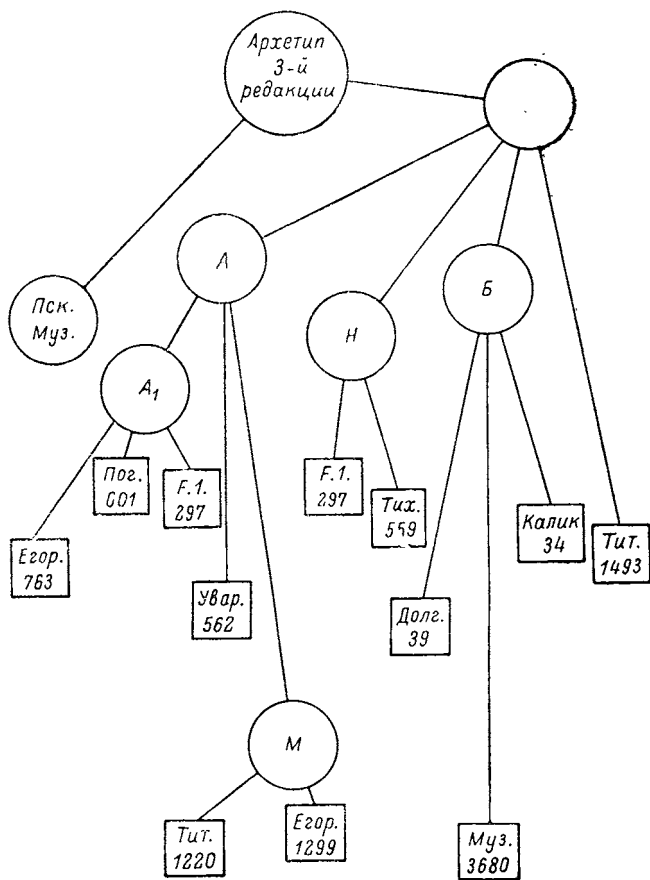 Архетип
3-й
редакции
А
Б
Пск.
Муз.
Н
А₁
Пог.
601
F.1.
297
F.1.
297
Тих.
559
Калик
34
Тит.
1493
Егор.
763
Увар.
562
Долг.
39
М
Тит.
1220
Егор.
1299
Муз.
3680